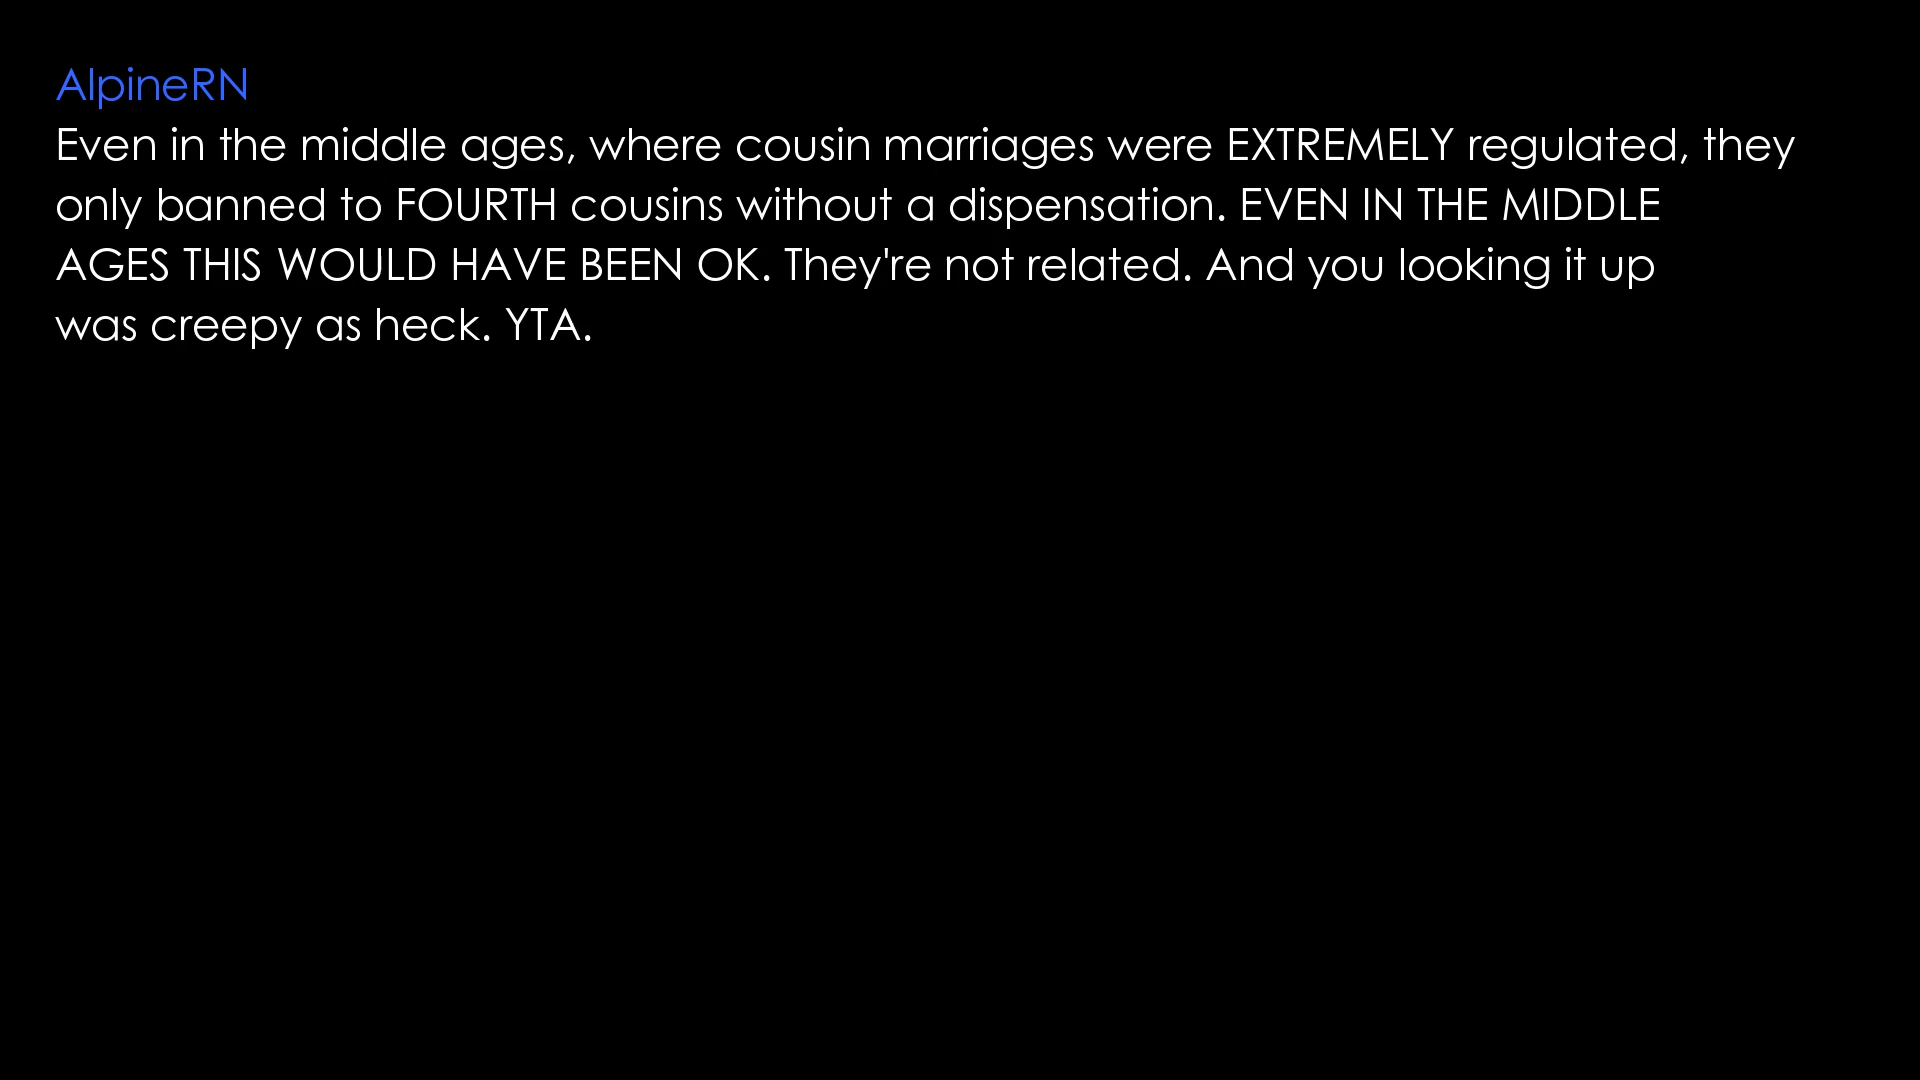 AlpineRN
Even in the middle ages, where cousin marriages were EXTREMELY regulated, they
only banned to FOURTH cousins without a dispensation. EVEN IN THE MIDDLE
AGES THIS WOULD HAVE BEEN OK. They're not related. And you looking it up
was creepy as heck. YTA.